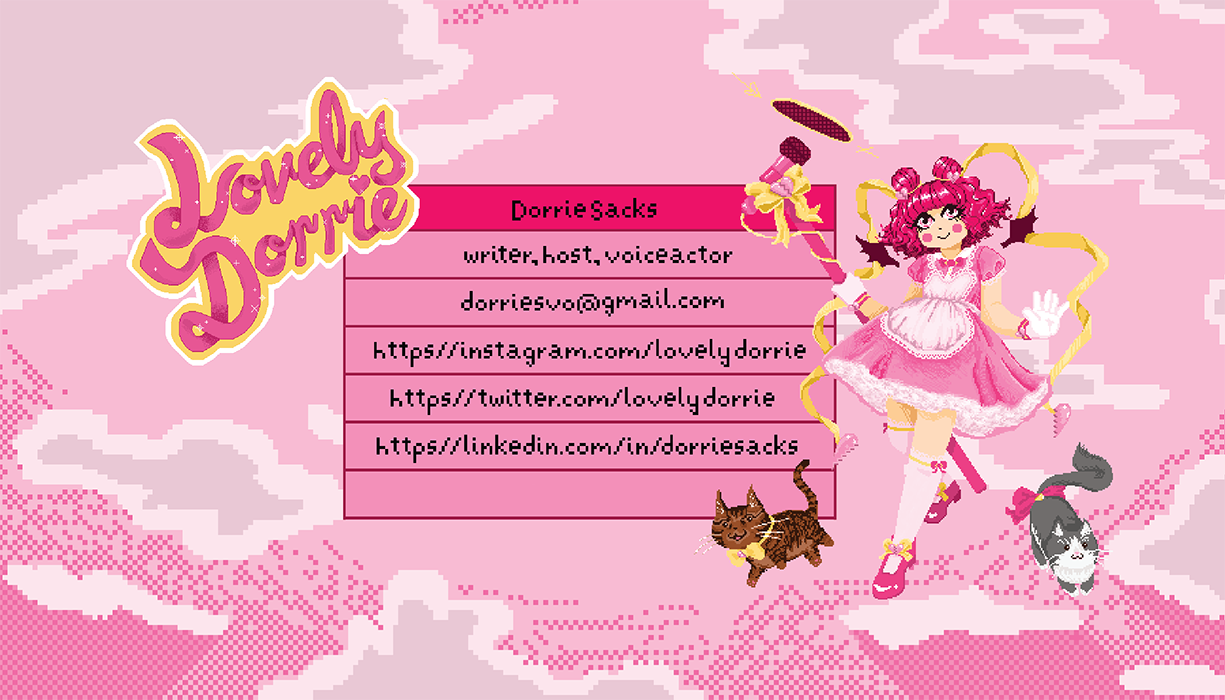 Lovely
Dorrie
Dorrie Sacks
writer, host, voice actor
dorriesvo@gmail.com
https//instagram.com/lovelydorrie
https//twitter.com/lovelydorrie
https//linkedin.com/in/dorriesacks